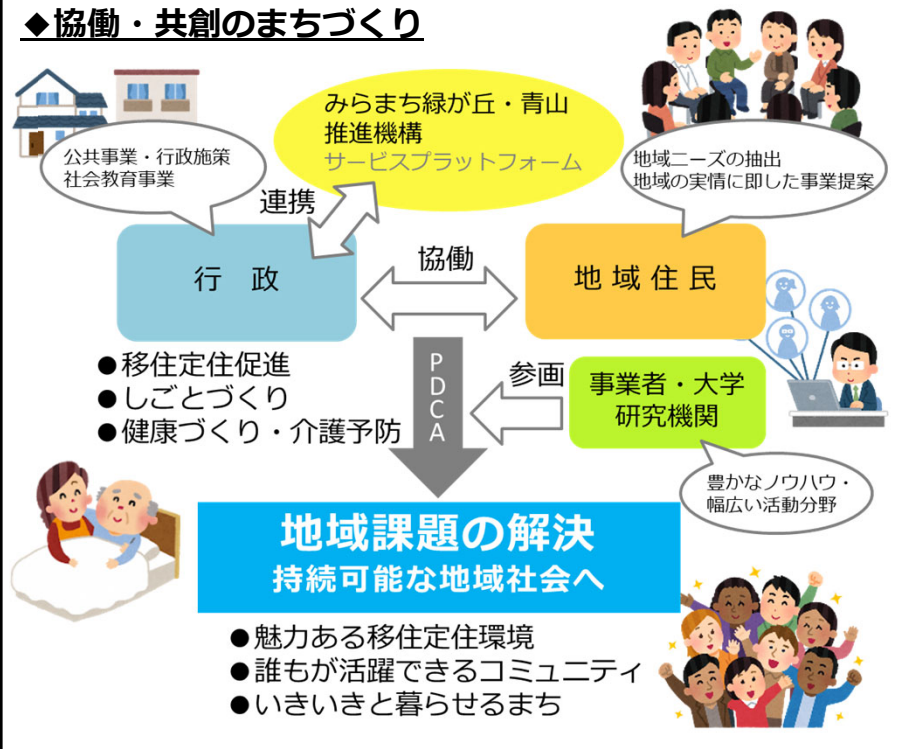 ◆協働・共創のまちづくり
みらまち緑が丘・青山
推進機構
サービスプラットフォーム
公共事業・行政施策
社会教育事業
地域ニーズの抽出
地域の実情に即した事業提案
連携
行 政
協働
地域住民
●移住定住促進
●しごとづくり
●健康づくり・介護予防
PDCA
参画
事業者・大学
研究機関
豊かなノウハウ・
幅広い活動分野
地域課題の解決
持続可能な地域社会へ
●魅力ある移住定住環境
●誰もが活躍できるコミュニティ
●いきいきと暮らせるまち